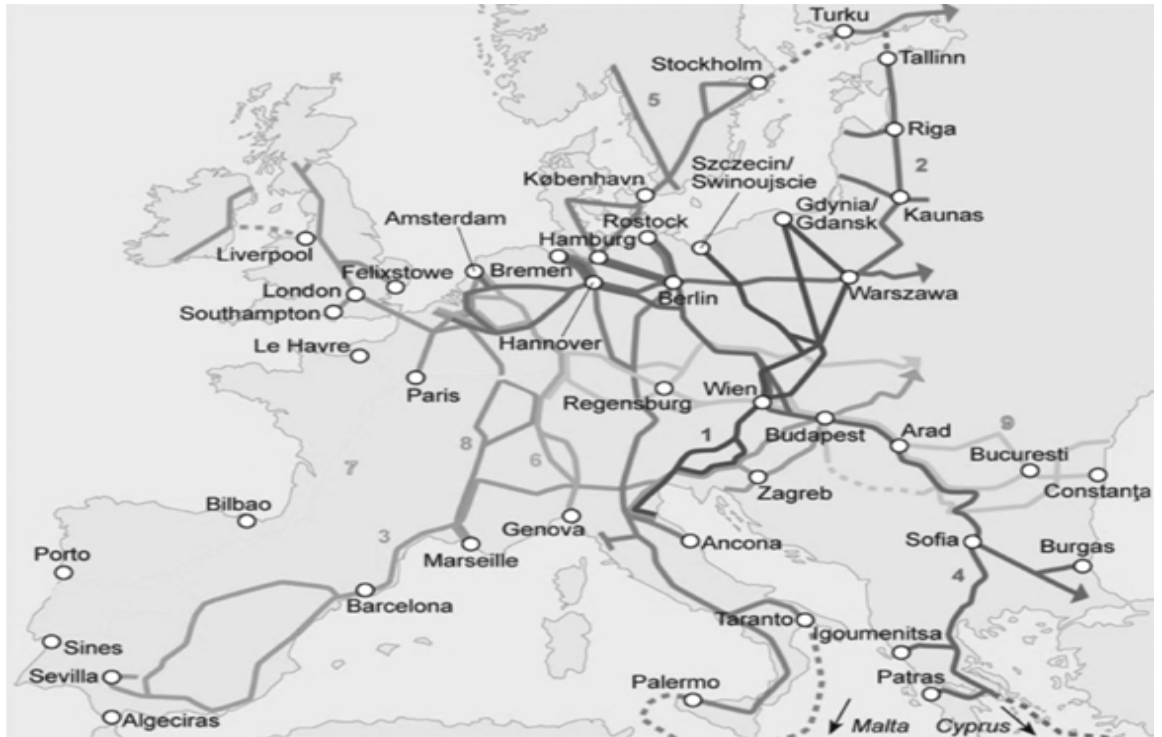 Turku
Tallinn
Stockholm
5
Riga
Szczecin/
Swinoujscie
2
København
Gdynia/
Gdansk
Kaunas
Amsterdam
Rostock
Hamburg
Liverpool
Bremen
Felixstowe
London
Berlin
Warszawa
Southampton
Le Havre
Hannover
Paris
Regensburg
Wien
1
Budapest
Arad
9
8
6
7
Bucuresti
Zagreb
Constanţa
Bilbao
Genova
Ancona
Sofia
Burgas
3
Porto
Marseille
4
Barcelona
Taranto
Igoumenitsa
Sines
Sevilla
Palermo
Patras
Algeciras
Malta
Cyprus